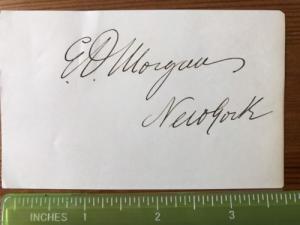 E. D. Morgan
New York
INCHES 1 2 3